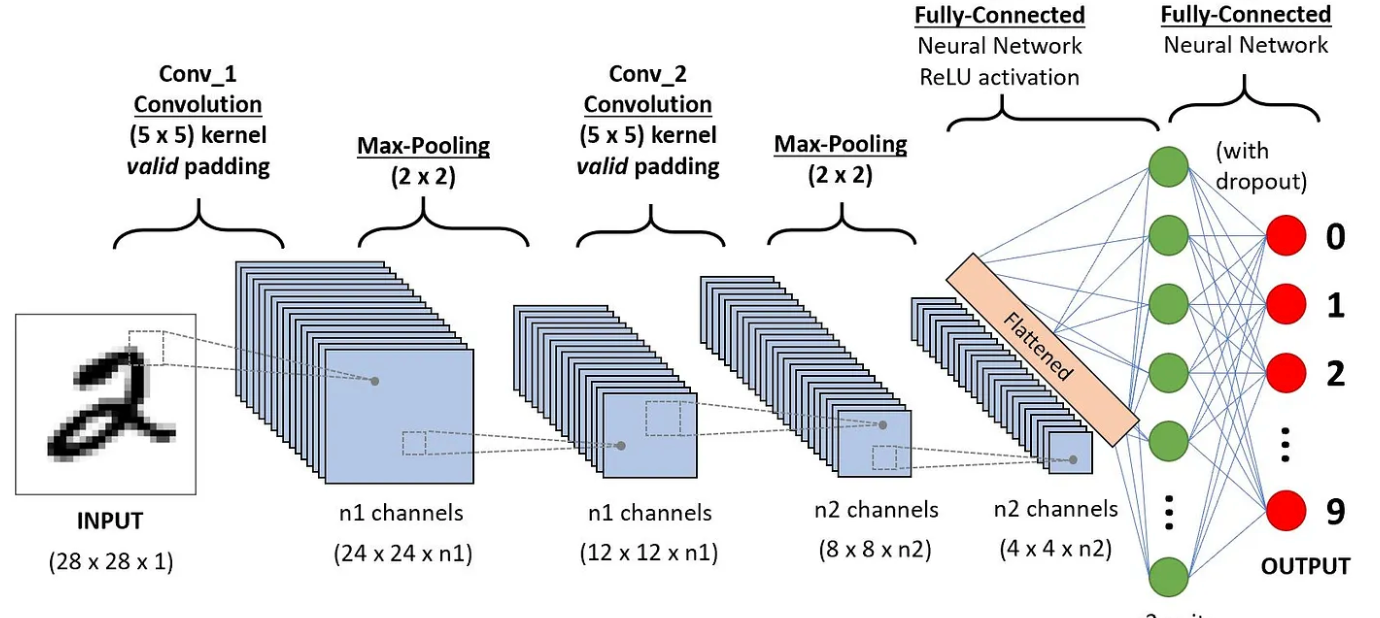 Conv_1
Convolution
(5 x 5) kernel
valid padding
Max-Pooling
(2 x 2)
Conv_2
Convolution
(5 x 5) kernel
valid padding
Max-Pooling
(2 x 2)
Fully-Connected
Neural Network
ReLU activation
Fully-Connected
Neural Network
(with
dropout)
Flattened
0
1
2
9
OUTPUT
INPUT
(28 x 28 x 1)
n1 channels
(24 x 24 x n1)
n1 channels
(12 x 12 x n1)
n2 channels
(8 x 8 x n2)
n2 channels
(4 x 4 x n2)